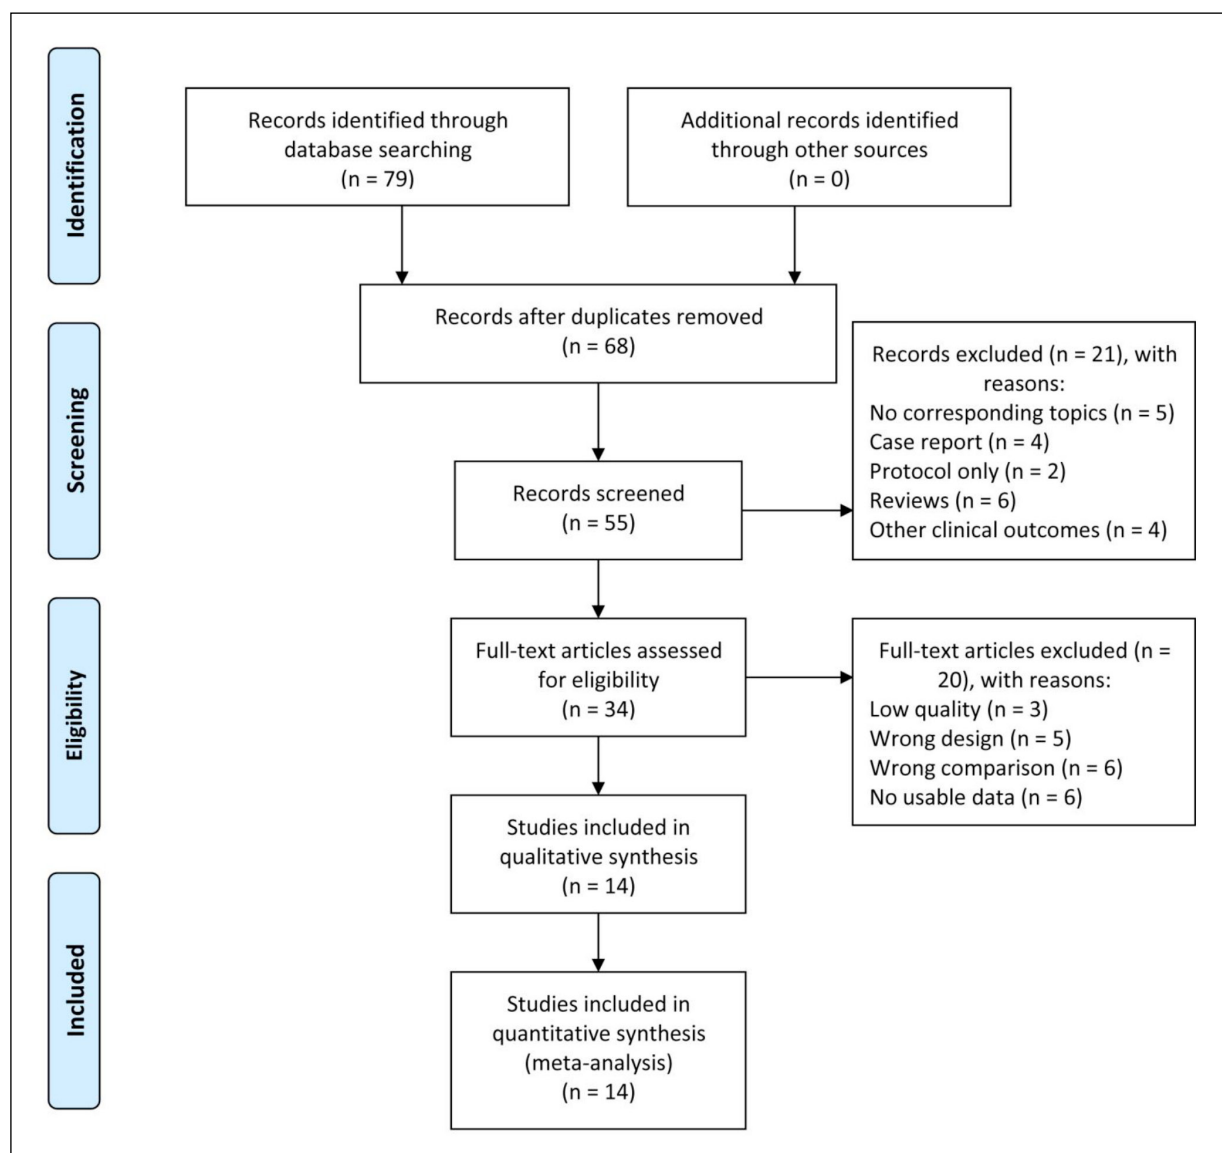 Identification
Records identified through
database searching
(n = 79)
Additional records identified
through other sources
(n = 0)
Records after duplicates removed
(n = 68)
Screening
Records screened
(n = 55)
Records excluded (n = 21), with
reasons:
No corresponding topics (n = 5)
Case report (n = 4)
Protocol only (n = 2)
Reviews (n = 6)
Other clinical outcomes (n = 4)
Eligibility
Full-text articles assessed
for eligibility
(n = 34)
Full-text articles excluded (n =
20), with reasons:
Low quality (n = 3)
Wrong design (n = 5)
Wrong comparison (n = 6)
No usable data (n = 6)
Studies included in
qualitative synthesis
(n = 14)
Included
Studies included in
quantitative synthesis
(meta-analysis)
(n = 14)